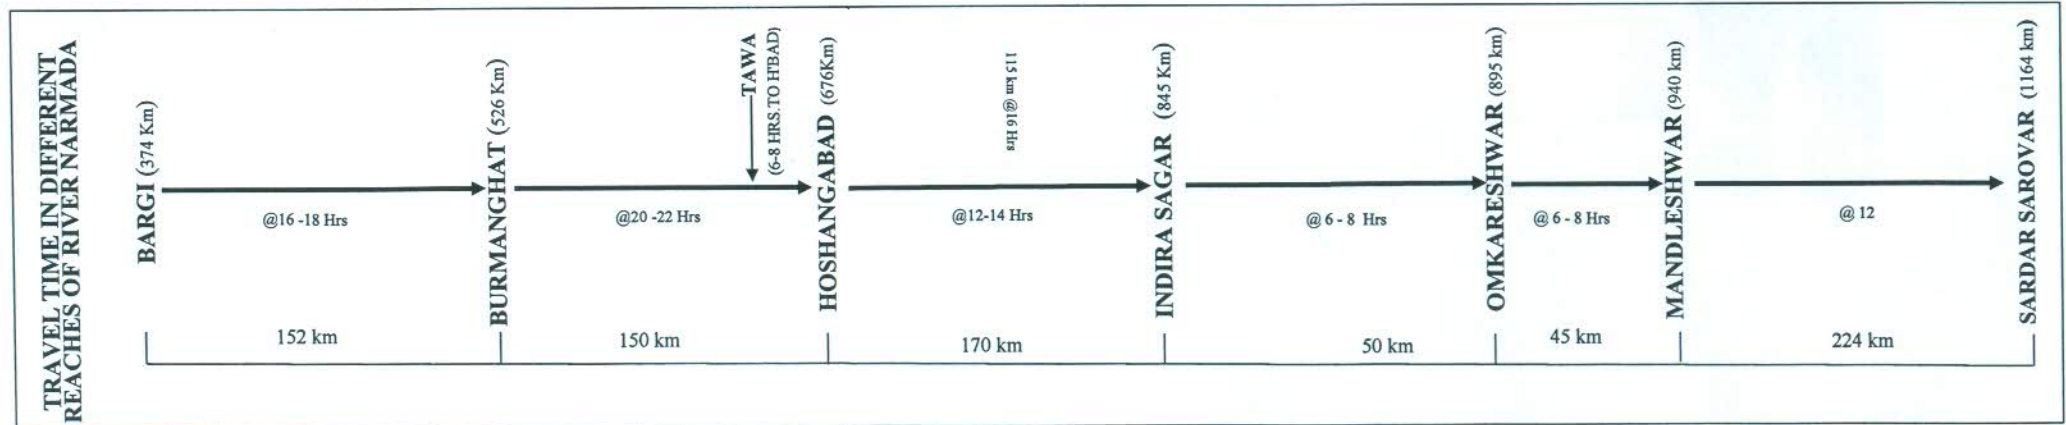 TRAVEL TIME IN DIFFERENT
REACHES OF RIVER NARMADA
BARGI (374 Km)
@16 -18 Hrs
152 km
BURMANGHAT (526 Km)
@20 -22 Hrs
150 km
TAWA
(6-8 HRS.TO H'BAD)
HOSHANGABAD (676Km)
115 km @16 Hrs
@12-14 Hrs
170 km
INDIRA SAGAR (845 Km)
@ 6 - 8 Hrs
50 km
OMKARESHWAR (895 km)
@ 6 - 8 Hrs
45 km
MANDLESHWAR (940 km)
@ 12
224 km
SARDAR SAROVAR (1164 km)